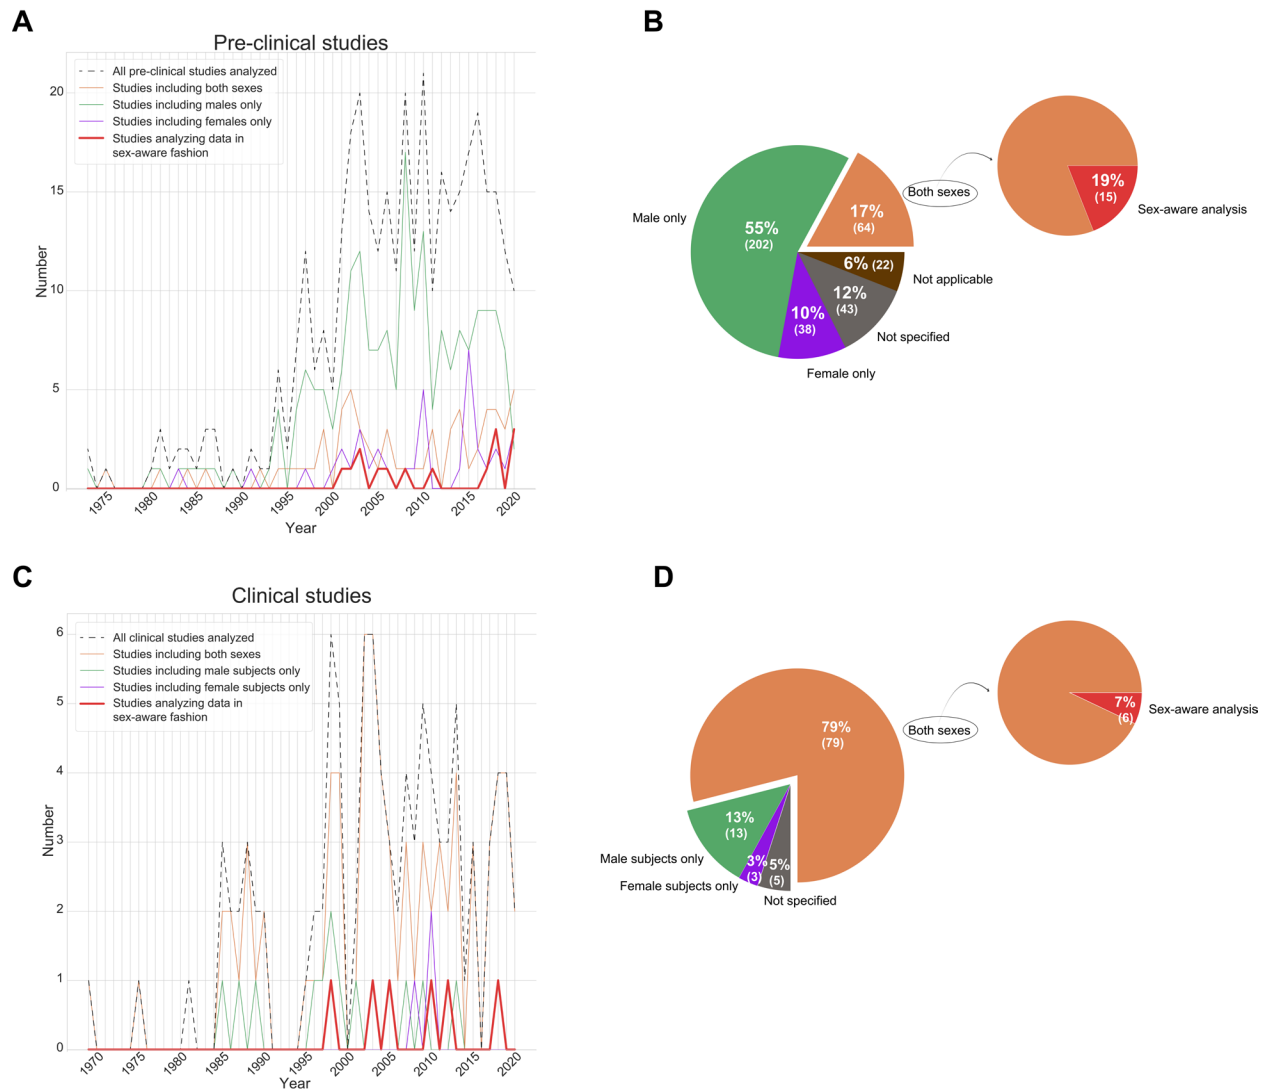 A
Pre-clinical studies
All pre-clinical studies analyzed
Studies including both sexes
Studies including males only
Studies including females only
Studies analyzing data in
sex-aware fashion
Number
20
15
10
5
0
1975
1980
1985
1990
1995
2000
2005
2010
2015
2020
Year
B
Male only
55%
(202)
17%
(64)
6% (22)
12%
(43)
10%
(38)
Not applicable
Not specified
Female only
Both sexes
19%
(15)
Sex-aware analysis
C
Clinical studies
All clinical studies analyzed
Studies including both sexes
Studies including male subjects only
Studies including female subjects only
Studies analyzing data in
sex-aware fashion
Number
6
5
4
3
2
1
0
1970
1975
1980
1985
1990
1995
2000
2005
2010
2015
2020
Year
D
79%
(79)
13%
(13)
3%
(3)
5%
(5)
Male subjects only
Female subjects only
Not specified
Both sexes
7%
(6)
Sex-aware analysis